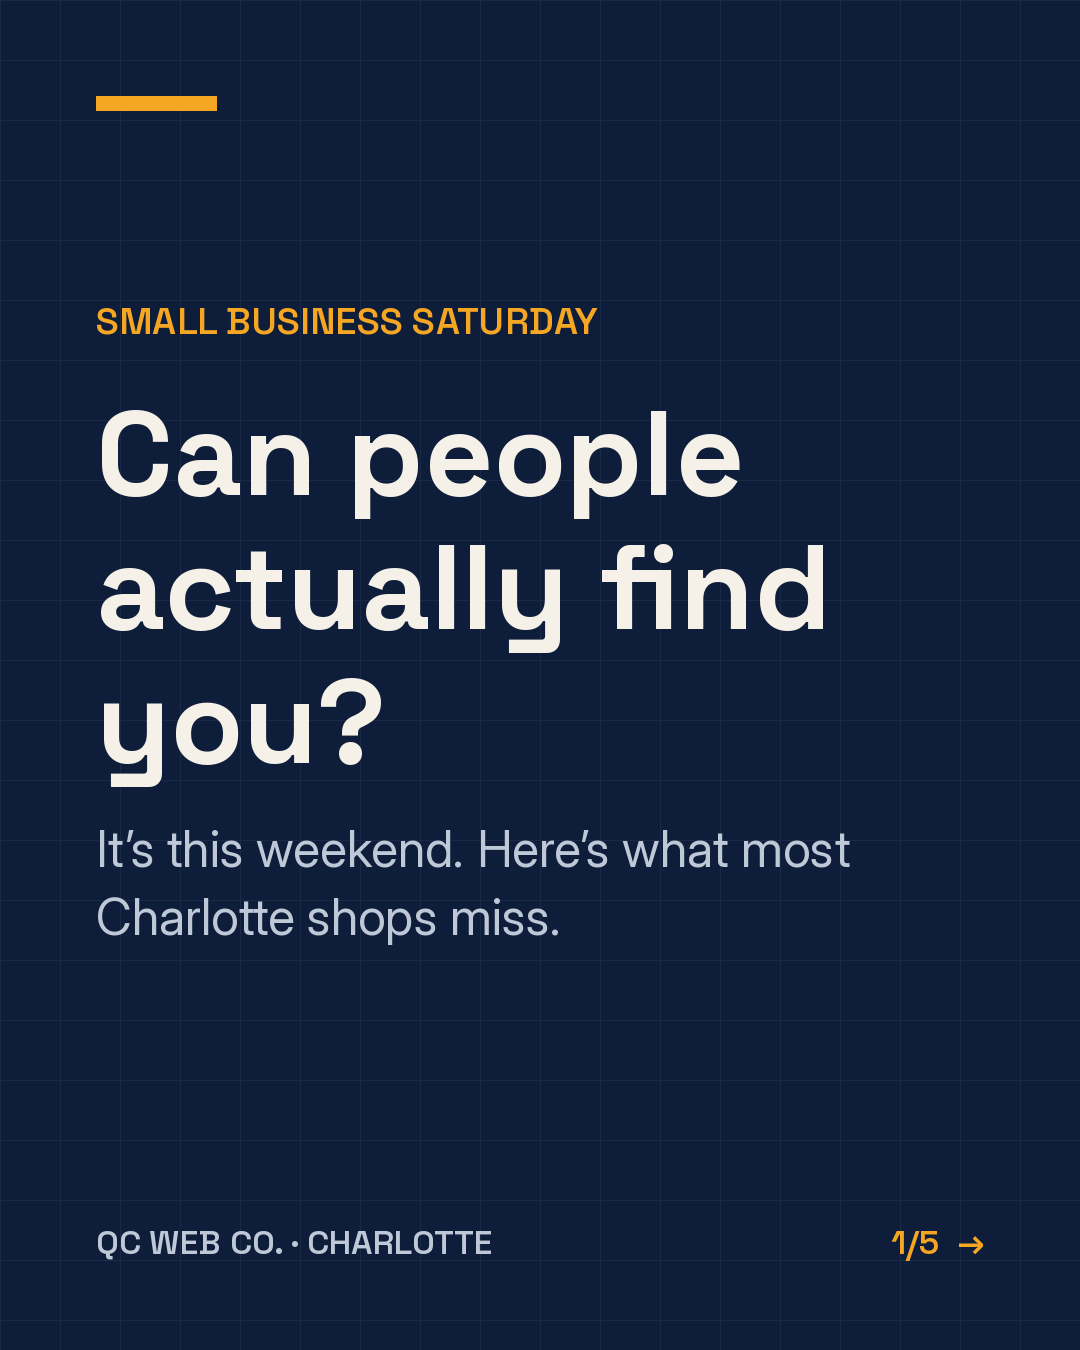 SMALL BUSINESS SATURDAY
Can people
actually find
you?
It’s this weekend. Here’s what most
Charlotte shops miss.
QC WEB CO. · CHARLOTTE
1/5 →